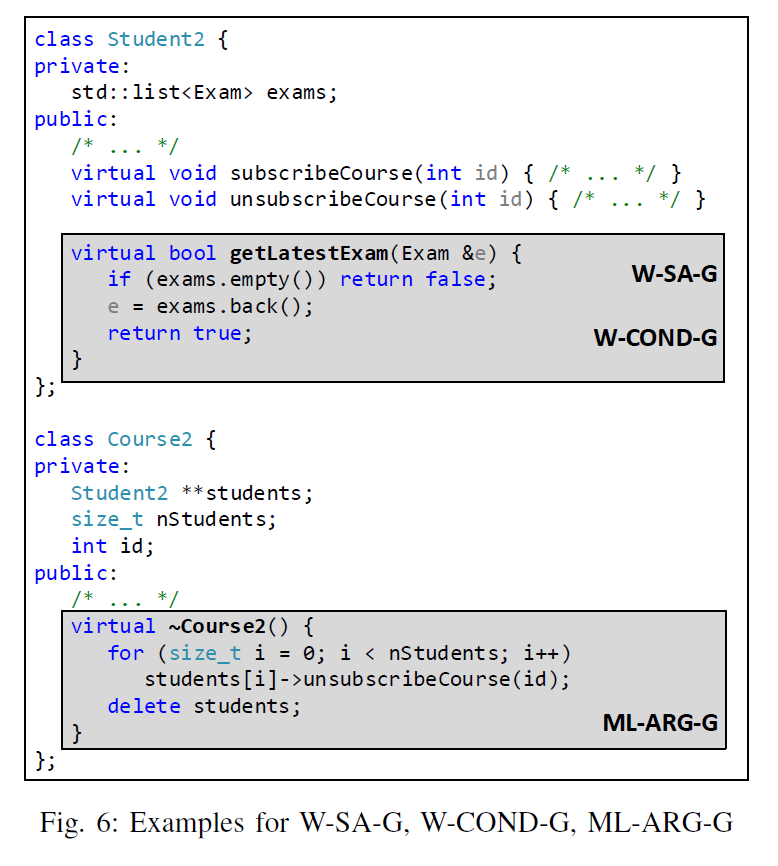 class Student2 {
private:
   std::list<Exam> exams;
public:
   /* ... */
   virtual void subscribeCourse(int id) { /* ... */ }
   virtual void unsubscribeCourse(int id) { /* ... */ }
   virtual bool getLatestExam(Exam &e) {
      if (exams.empty()) return false;
W-SA-G
      e = exams.back();
      return true;
W-COND-G
   }
};
class Course2 {
private:
   Student2 **students;
   size_t nStudents;
   int id;
public:
   /* ... */
   virtual ~Course2() {
      for (size_t i = 0; i < nStudents; i++)
         students[i]->unsubscribeCourse(id);
      delete students;
ML-ARG-G
   }
};
Fig. 6: Examples for W-SA-G, W-COND-G, ML-ARG-G